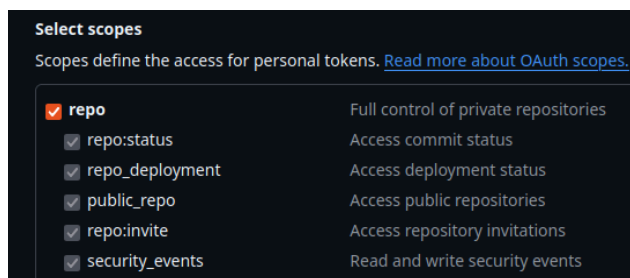 Select scopes
Scopes define the access for personal tokens. Read more about OAuth scopes.
repo Full control of private repositories
repo:status Access commit status
repo_deployment Access deployment status
public_repo Access public repositories
repo:invite Access repository invitations
security_events Read and write security events